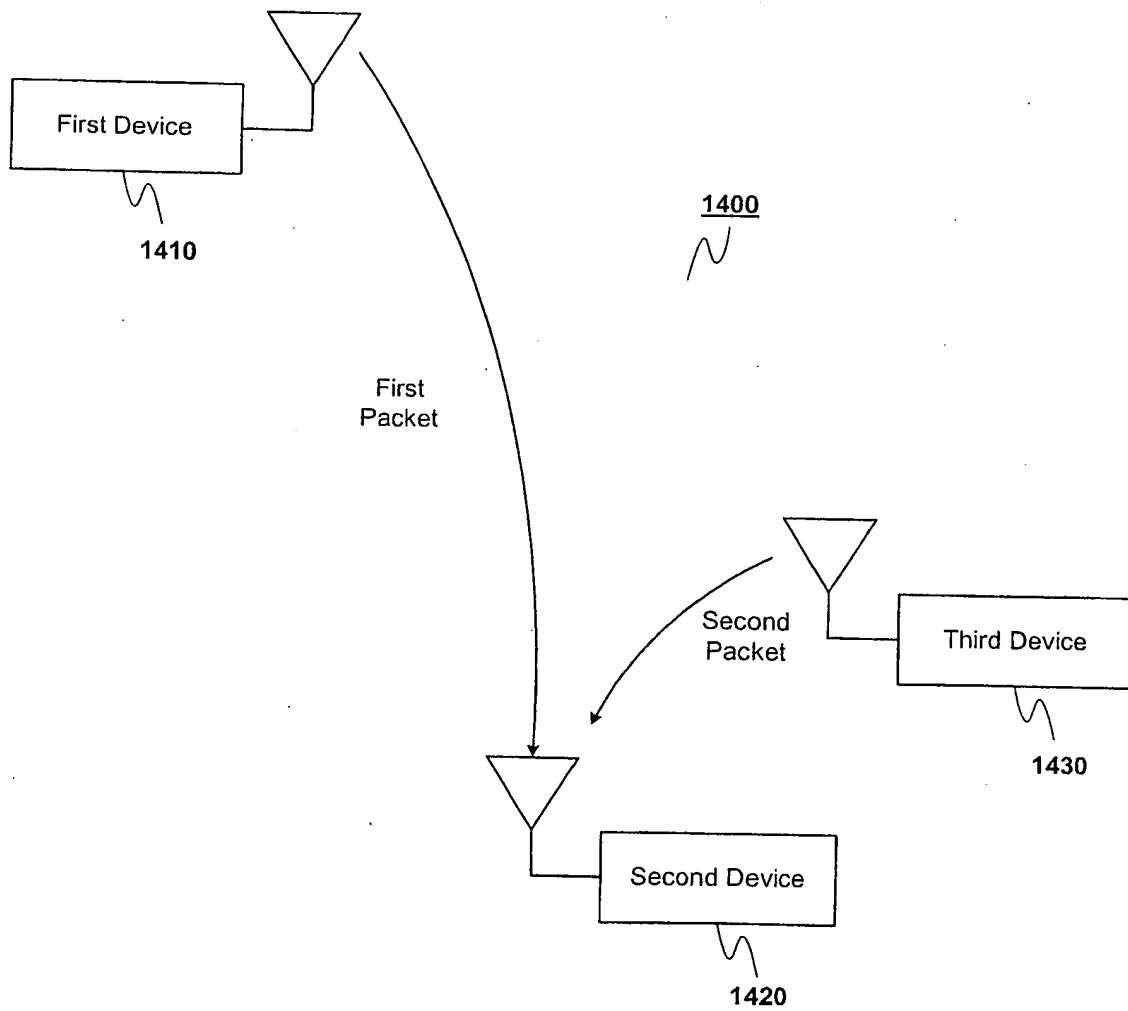 First Device
1410
1400
First
Packet
Second
Packet
Third Device
1430
Second Device
1420